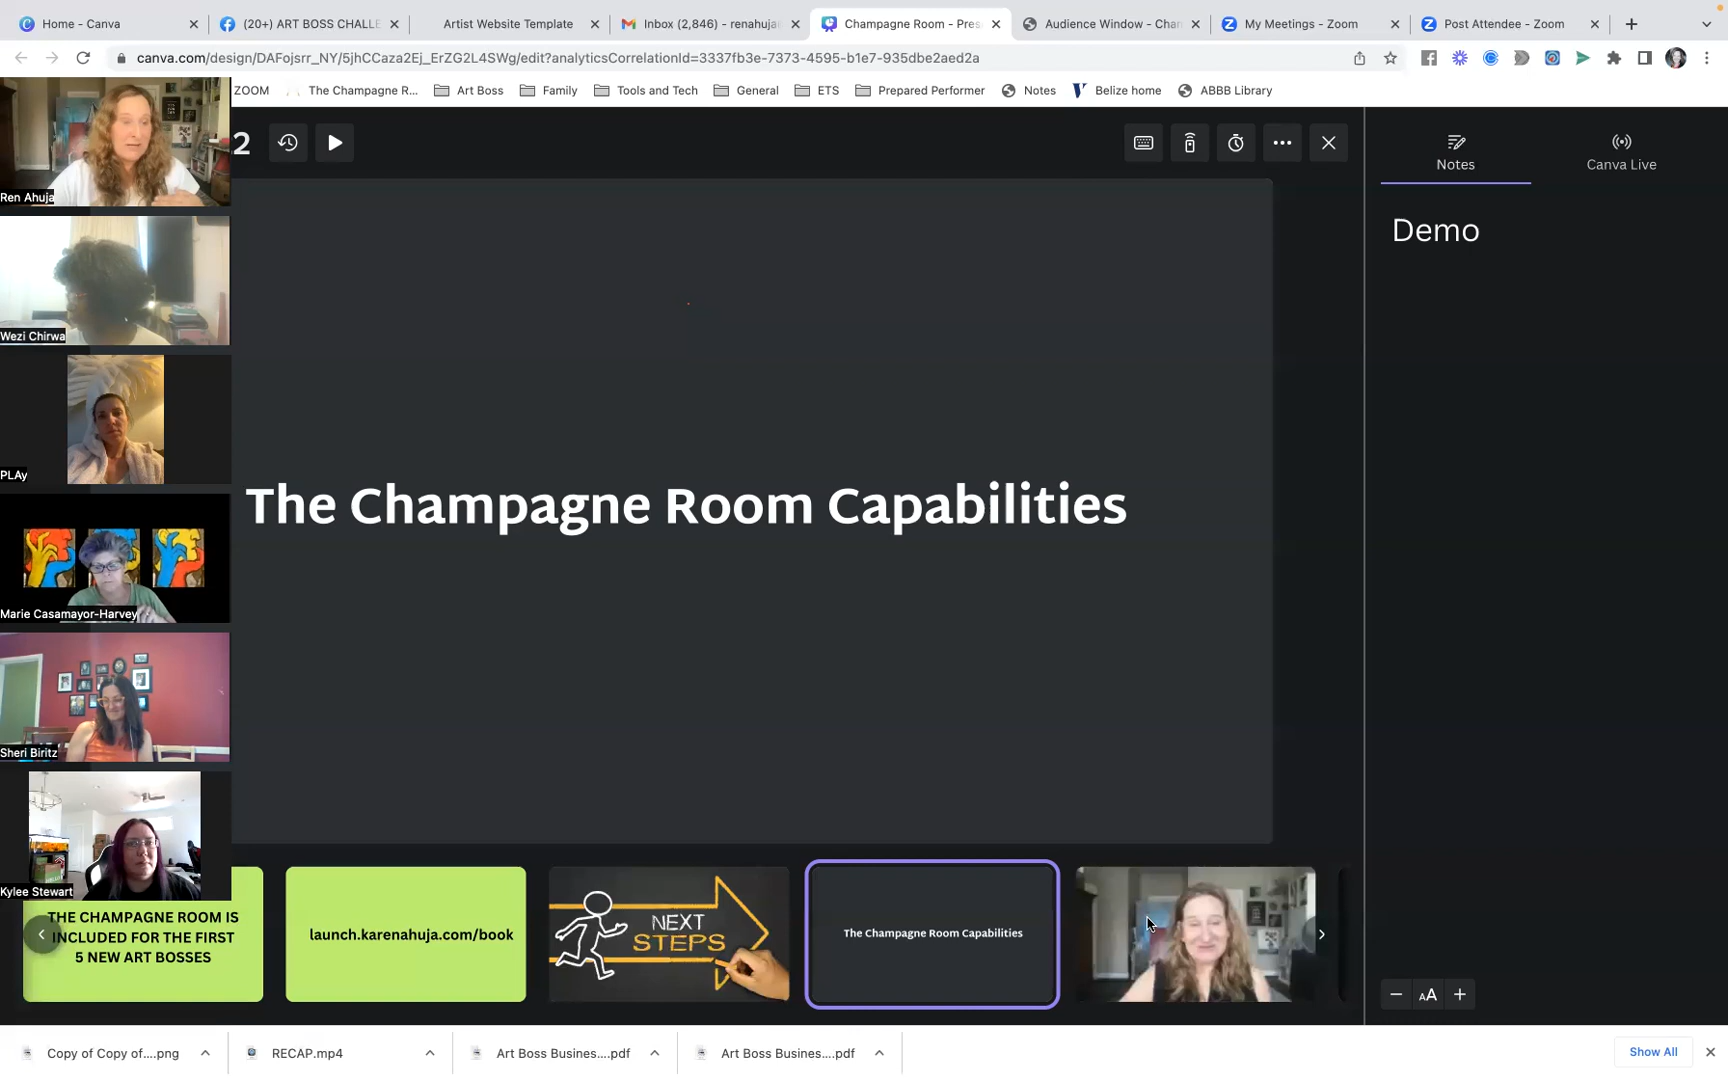 Home - Canva
(20+) ART BOSS CHALLE
Artist Website Template
Inbox (2,846) - renahuja
Champagne Room - Pres
Audience Window - Cha
My Meetings - Zoom
Post Attendee - Zoom
canva.com/design/DAFojsrr_NY/5jhCCaza2Ej_ErZG2L4SWg/edit?analyticsCorrelationId=3337fb3e-7373-4595-b1e7-935dbe2aed2a
ZOOM
The Champagne R...
Art Boss
Family
Tools and Tech
General
ETS
Prepared Performer
Notes
Belize home
ABBB Library
2
Notes
Canva Live
Demo
Ren Ahuja
Wezi Chirwa
PLAy
Marie Casamayor-Harvey
Sheri Biritz
Kylee Stewart
The Champagne Room Capabilities
THE CHAMPAGNE ROOM IS
INCLUDED FOR THE FIRST
5 NEW ART BOSSES
launch.karenahuja.com/book
NEXT
STEPS
The Champagne Room Capabilities
AA
Copy of Copy of....png
RECAP.mp4
Art Boss Busines....pdf
Art Boss Busines....pdf
Show All